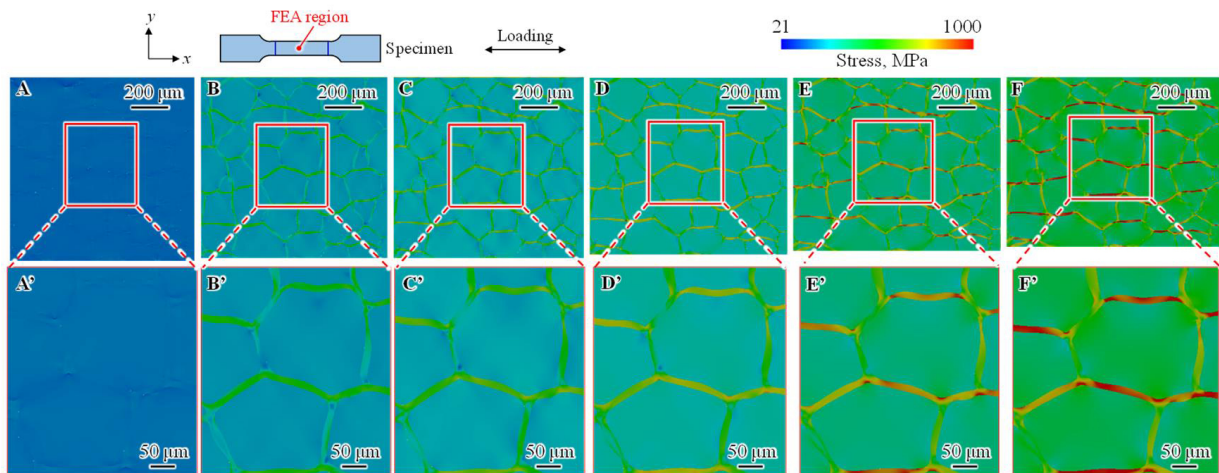 y
x
FEA region
Specimen
Loading
21 1000
Stress, MPa
A B C D E F
200 μm 200 μm 200 μm 200 μm 200 μm 200 μm
A’ B’ C’ D’ E’ F’
50 μm 50 μm 50 μm 50 μm 50 μm 50 μm